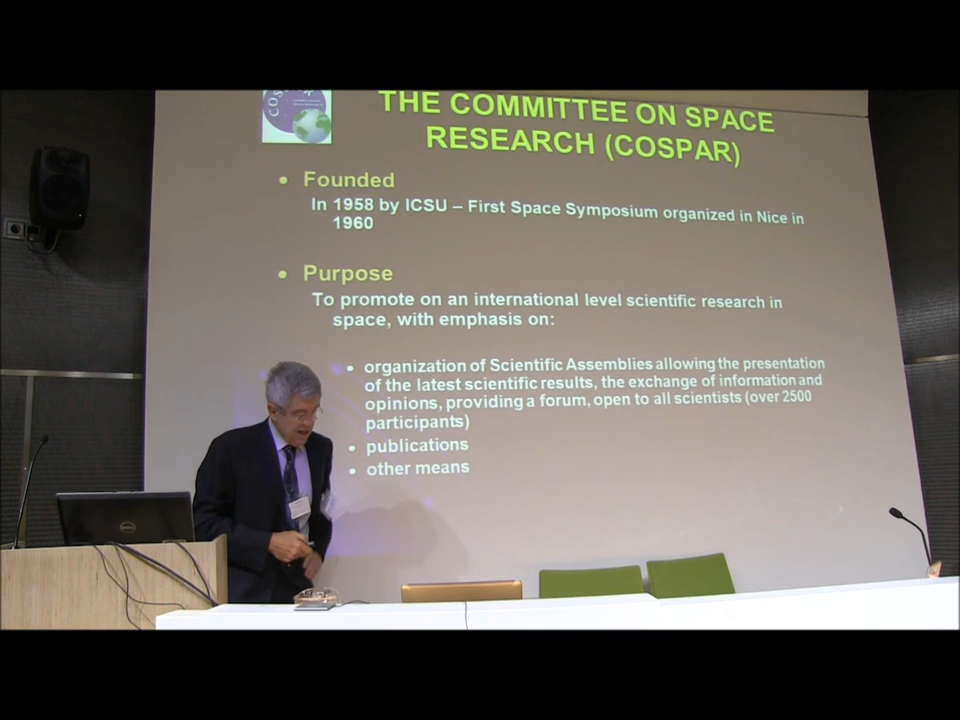 COSPAR
THE COMMITTEE ON SPACE
RESEARCH (COSPAR)
• Founded
In 1958 by ICSU – First Space Symposium organized in Nice in
1960
• Purpose
To promote on an international level scientific research in
space, with emphasis on:
• organization of Scientific Assemblies allowing the presentation
of the latest scientific results, the exchange of information and
opinions, providing a forum, open to all scientists (over 2500
participants)
• publications
• other means
DELL